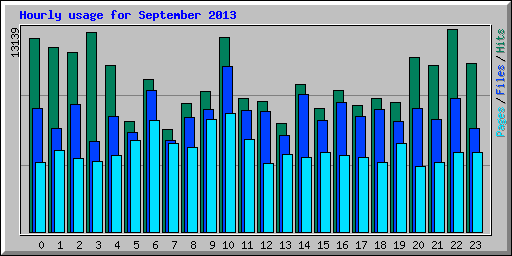 Hourly usage for September 2013
13139
Pages / Files / Hits
0 1 2 3 4 5 6 7 8 9 10 11 12 13 14 15 16 17 18 19 20 21 22 23